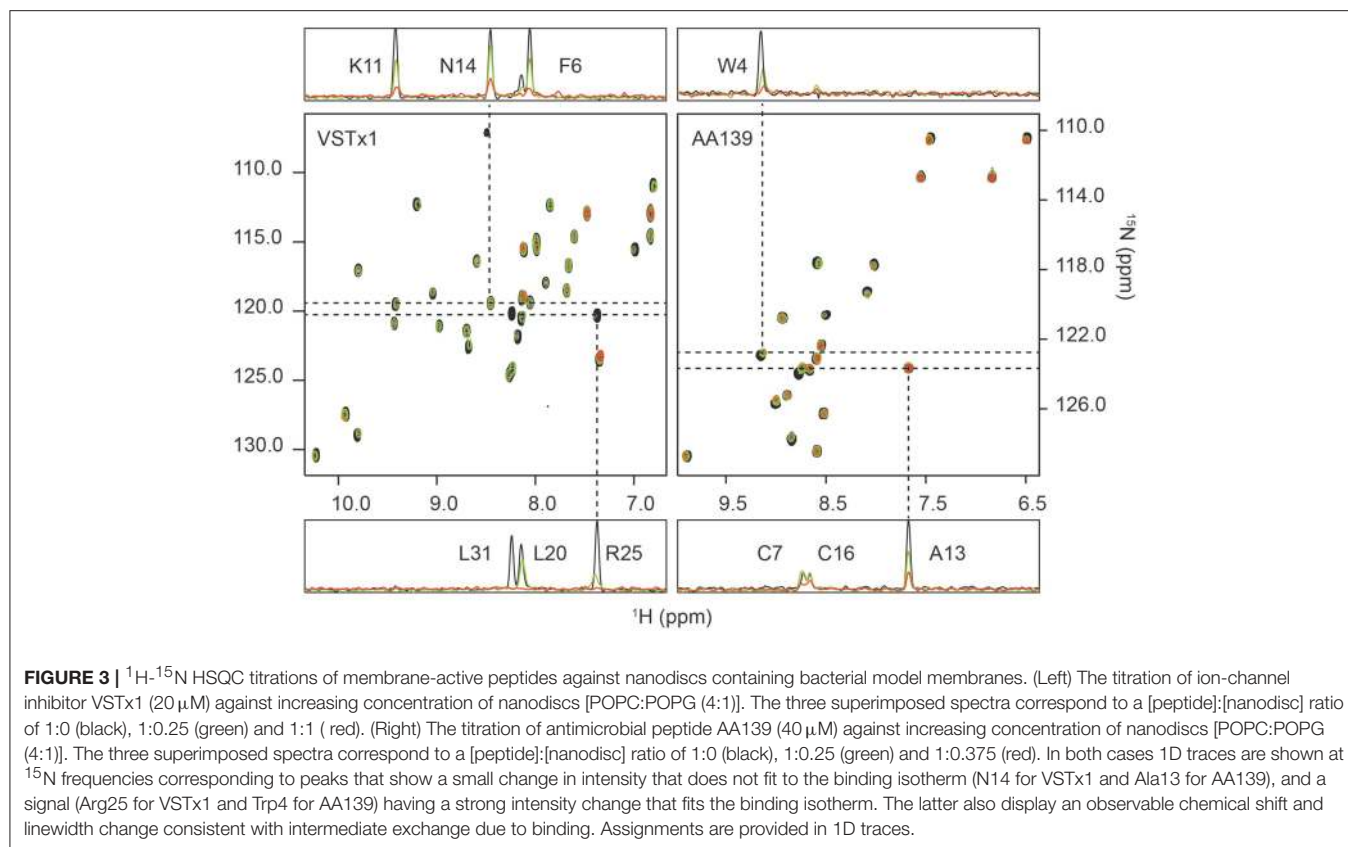 K11 N14 F6 W4
VSTx1 AA139
110.0
115.0
120.0
125.0
130.0
110.0
114.0
118.0
122.0
126.0
15N (ppm)
10.0 9.0 8.0 7.0 9.5 8.5 7.5 6.5
L31 L20 R25 C7 C16 A13
1H (ppm)
FIGURE 3 | 1H-15N HSQC titrations of membrane-active peptides against nanodiscs containing bacterial model membranes. (Left) The titration of ion-channel
inhibitor VSTx1 (20 μM) against increasing concentration of nanodiscs [POPC:POPG (4:1)]. The three superimposed spectra correspond to a [peptide]:[nanodisc] ratio
of 1:0 (black), 1:0.25 (green) and 1:1 ( red). (Right) The titration of antimicrobial peptide AA139 (40 μM) against increasing concentration of nanodiscs [POPC:POPG
(4:1)]. The three superimposed spectra correspond to a [peptide]:[nanodisc] ratio of 1:0 (black), 1:0.25 (green) and 1:0.375 (red). In both cases 1D traces are shown at
15N frequencies corresponding to peaks that show a small change in intensity that does not fit to the binding isotherm (N14 for VSTx1 and Ala13 for AA139), and a
signal (Arg25 for VSTx1 and Trp4 for AA139) having a strong intensity change that fits the binding isotherm. The latter also display an observable chemical shift and
linewidth change consistent with intermediate exchange due to binding. Assignments are provided in 1D traces.